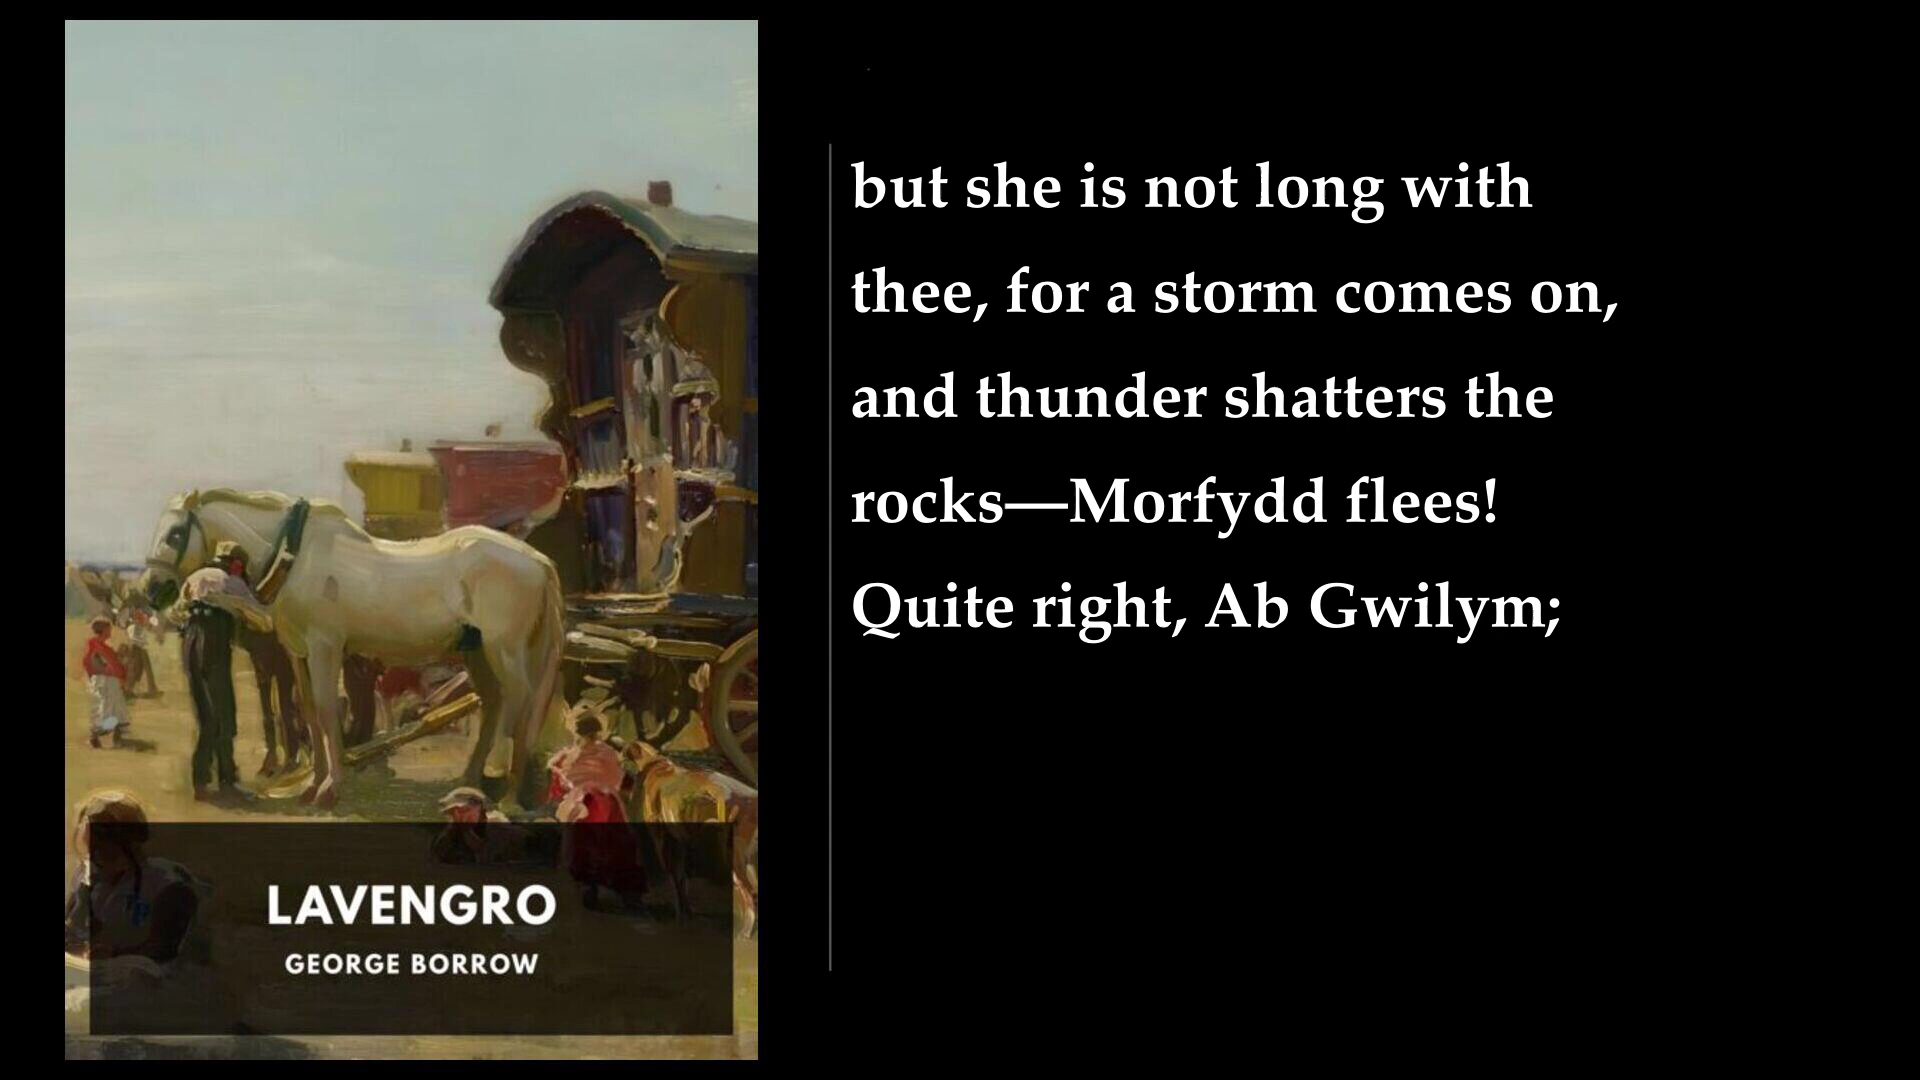 LAVENGRO
GEORGE BORROW
but she is not long with
thee, for a storm comes on,
and thunder shatters the
rocks—Morfydd flees!
Quite right, Ab Gwilym;